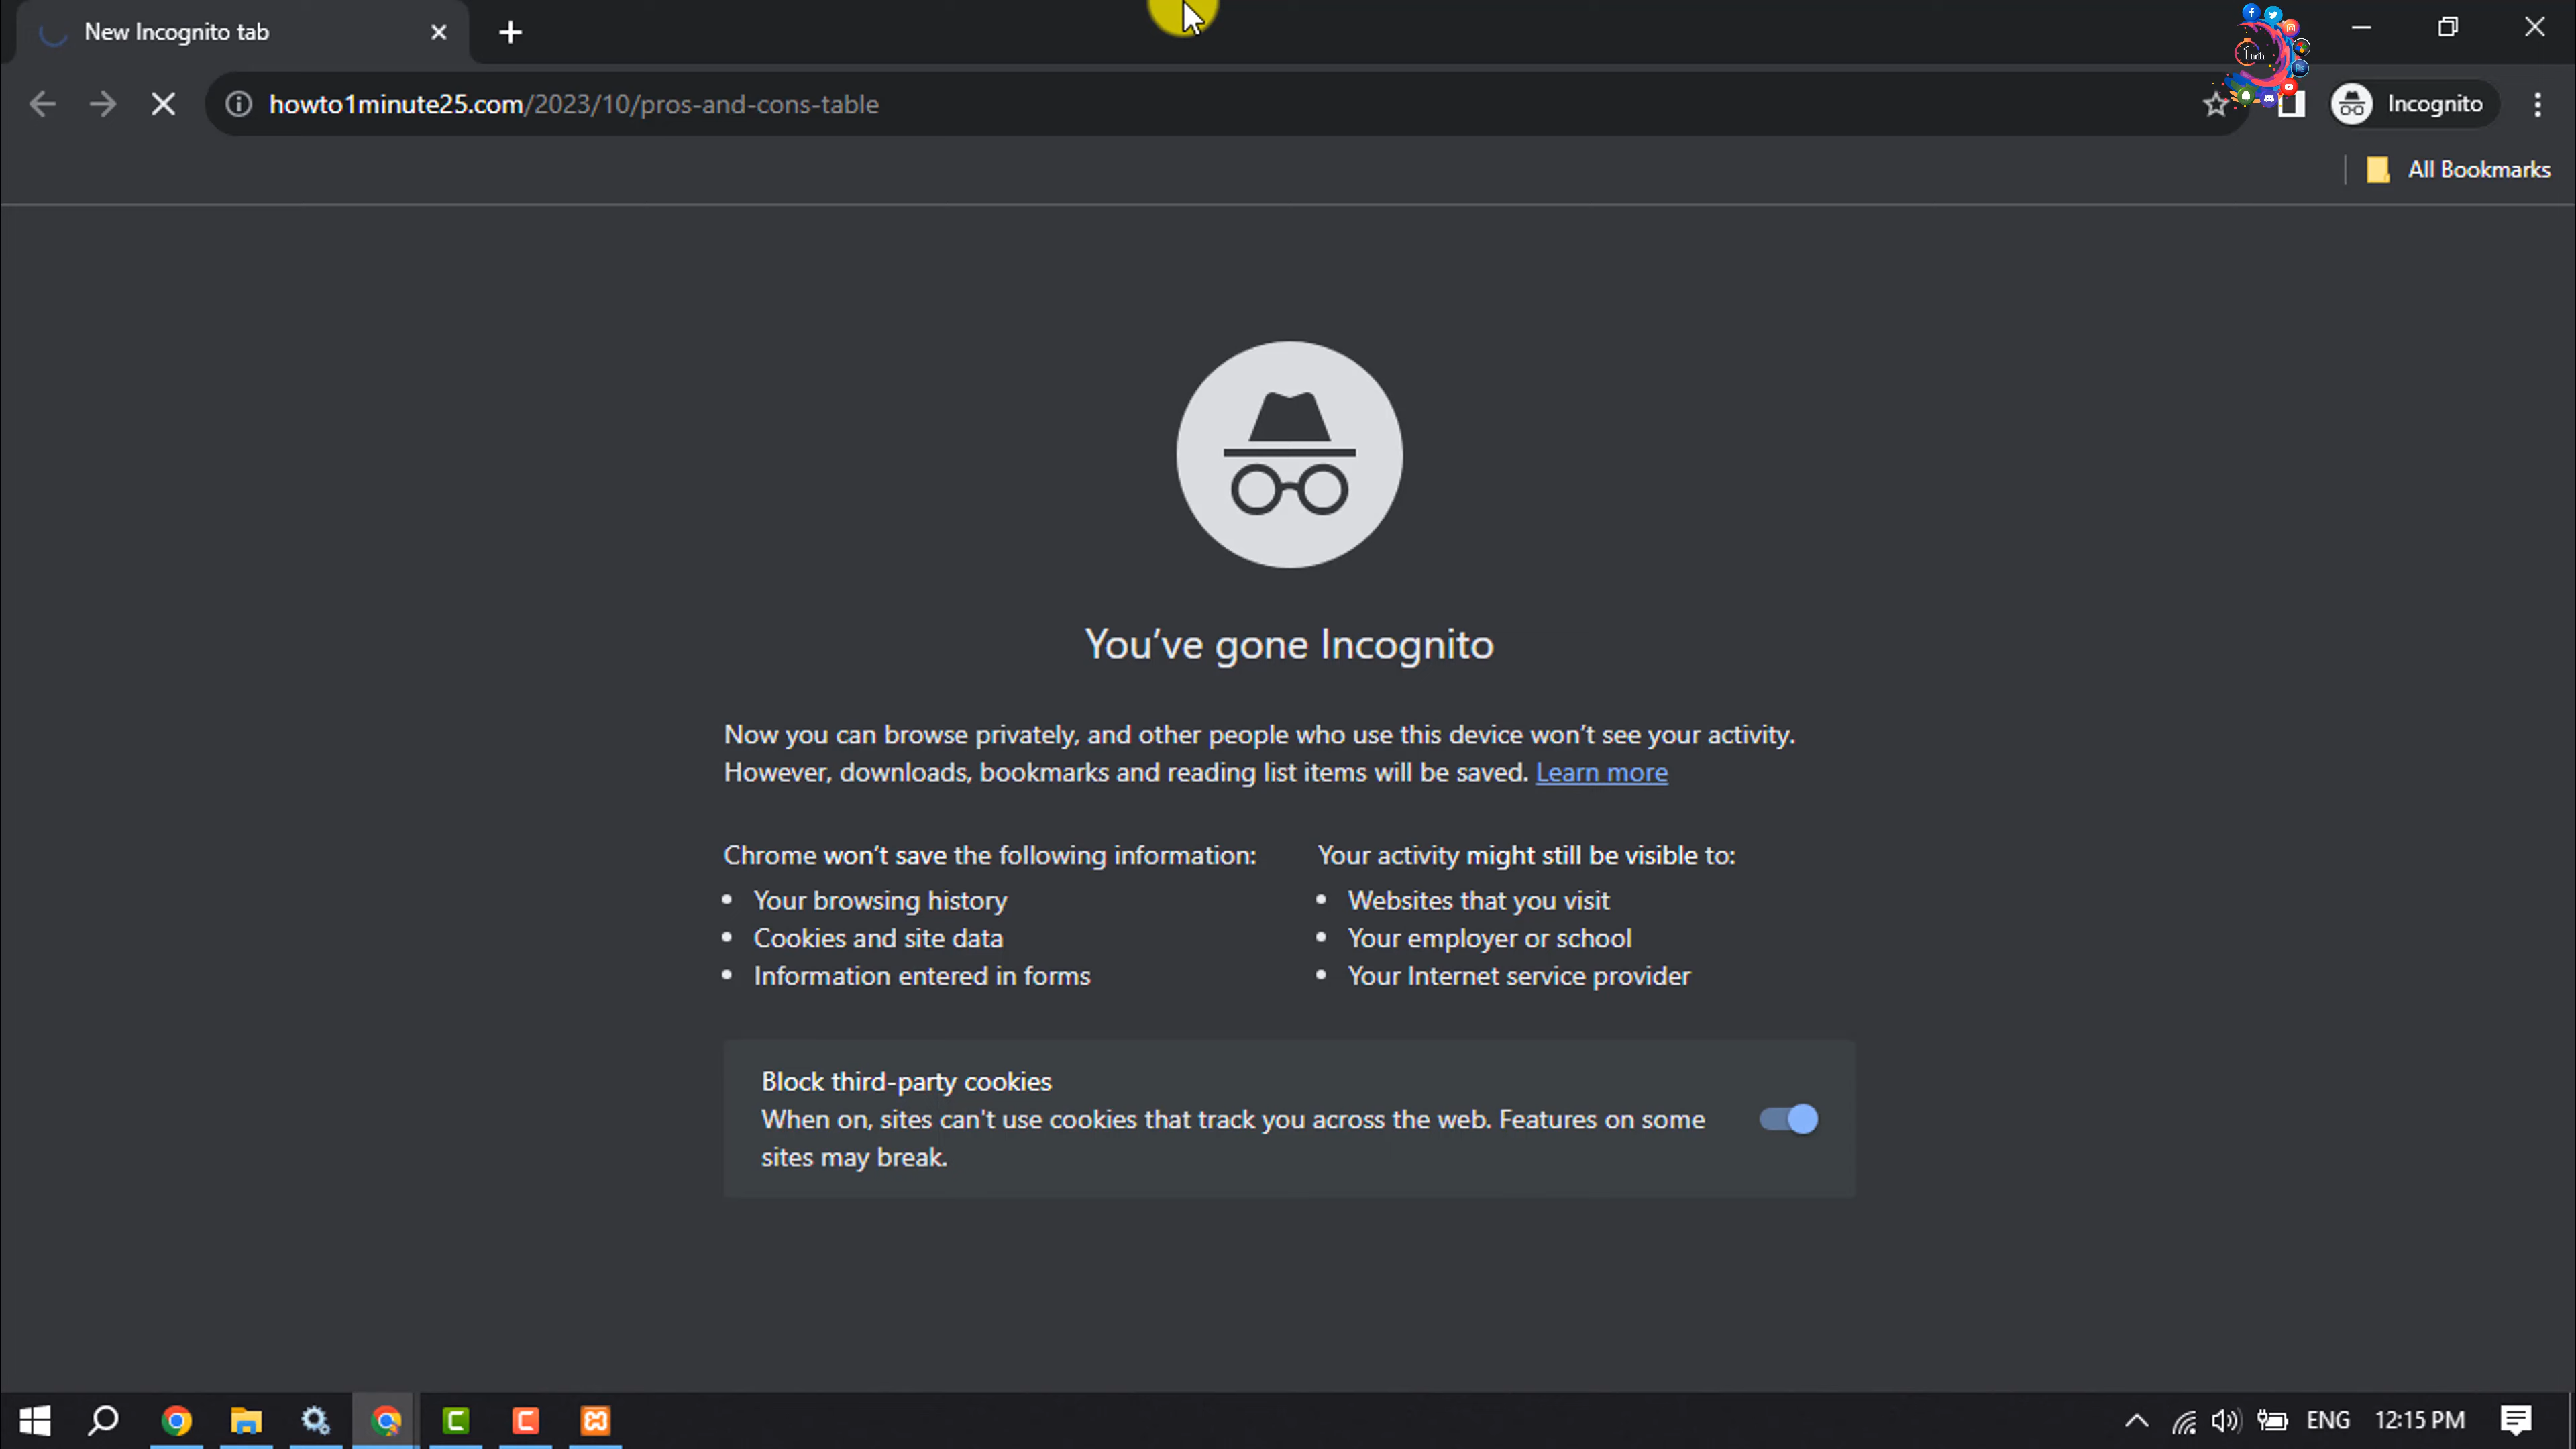 New Incognito tab
howto1minute25.com/2023/10/pros-and-cons-table
Incognito
All Bookmarks
You've gone Incognito
Now you can browse privately, and other people who use this device won't see your activity.
However, downloads, bookmarks and reading list items will be saved. Learn more
Chrome won't save the following information:
• Your browsing history
• Cookies and site data
• Information entered in forms
Your activity might still be visible to:
• Websites that you visit
• Your employer or school
• Your Internet service provider
Block third-party cookies
When on, sites can't use cookies that track you across the web. Features on some
sites may break.
ENG
12:15 PM